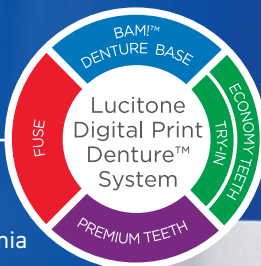 BAM!™
DENTURE BASE
FUSE
Lucitone
Digital Print
Denture™
System
ECONOMY TEETH
TRY-IN
PREMIUM TEETH
nia